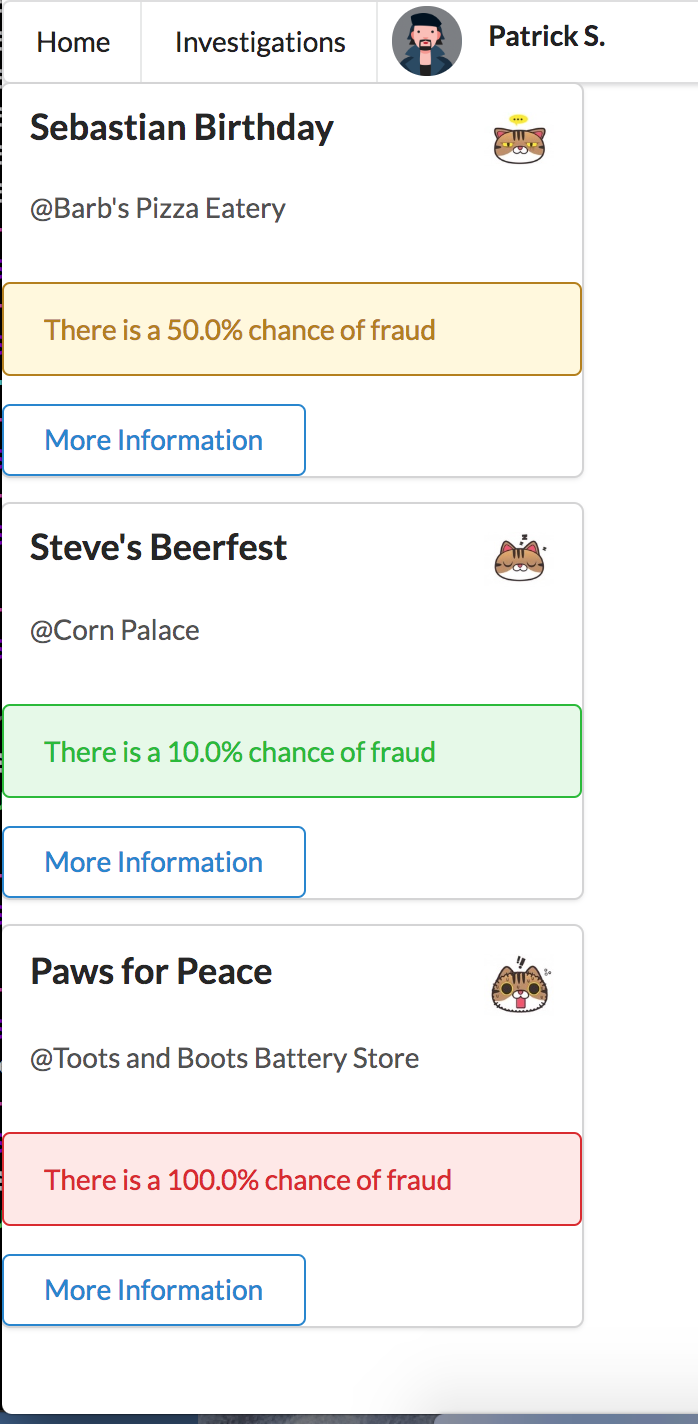 Home
Investigations
Patrick S.
Sebastian Birthday
@Barb's Pizza Eatery
There is a 50.0% chance of fraud
More Information
Steve's Beerfest
@Corn Palace
There is a 10.0% chance of fraud
More Information
Paws for Peace
@Toots and Boots Battery Store
There is a 100.0% chance of fraud
More Information